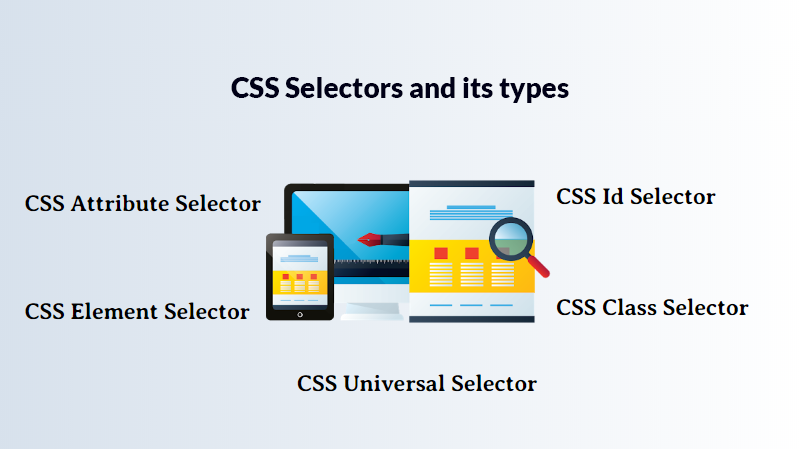 CSS Selectors and its types
CSS Attribute Selector
CSS Id Selector
CSS Element Selector
CSS Class Selector
CSS Universal Selector